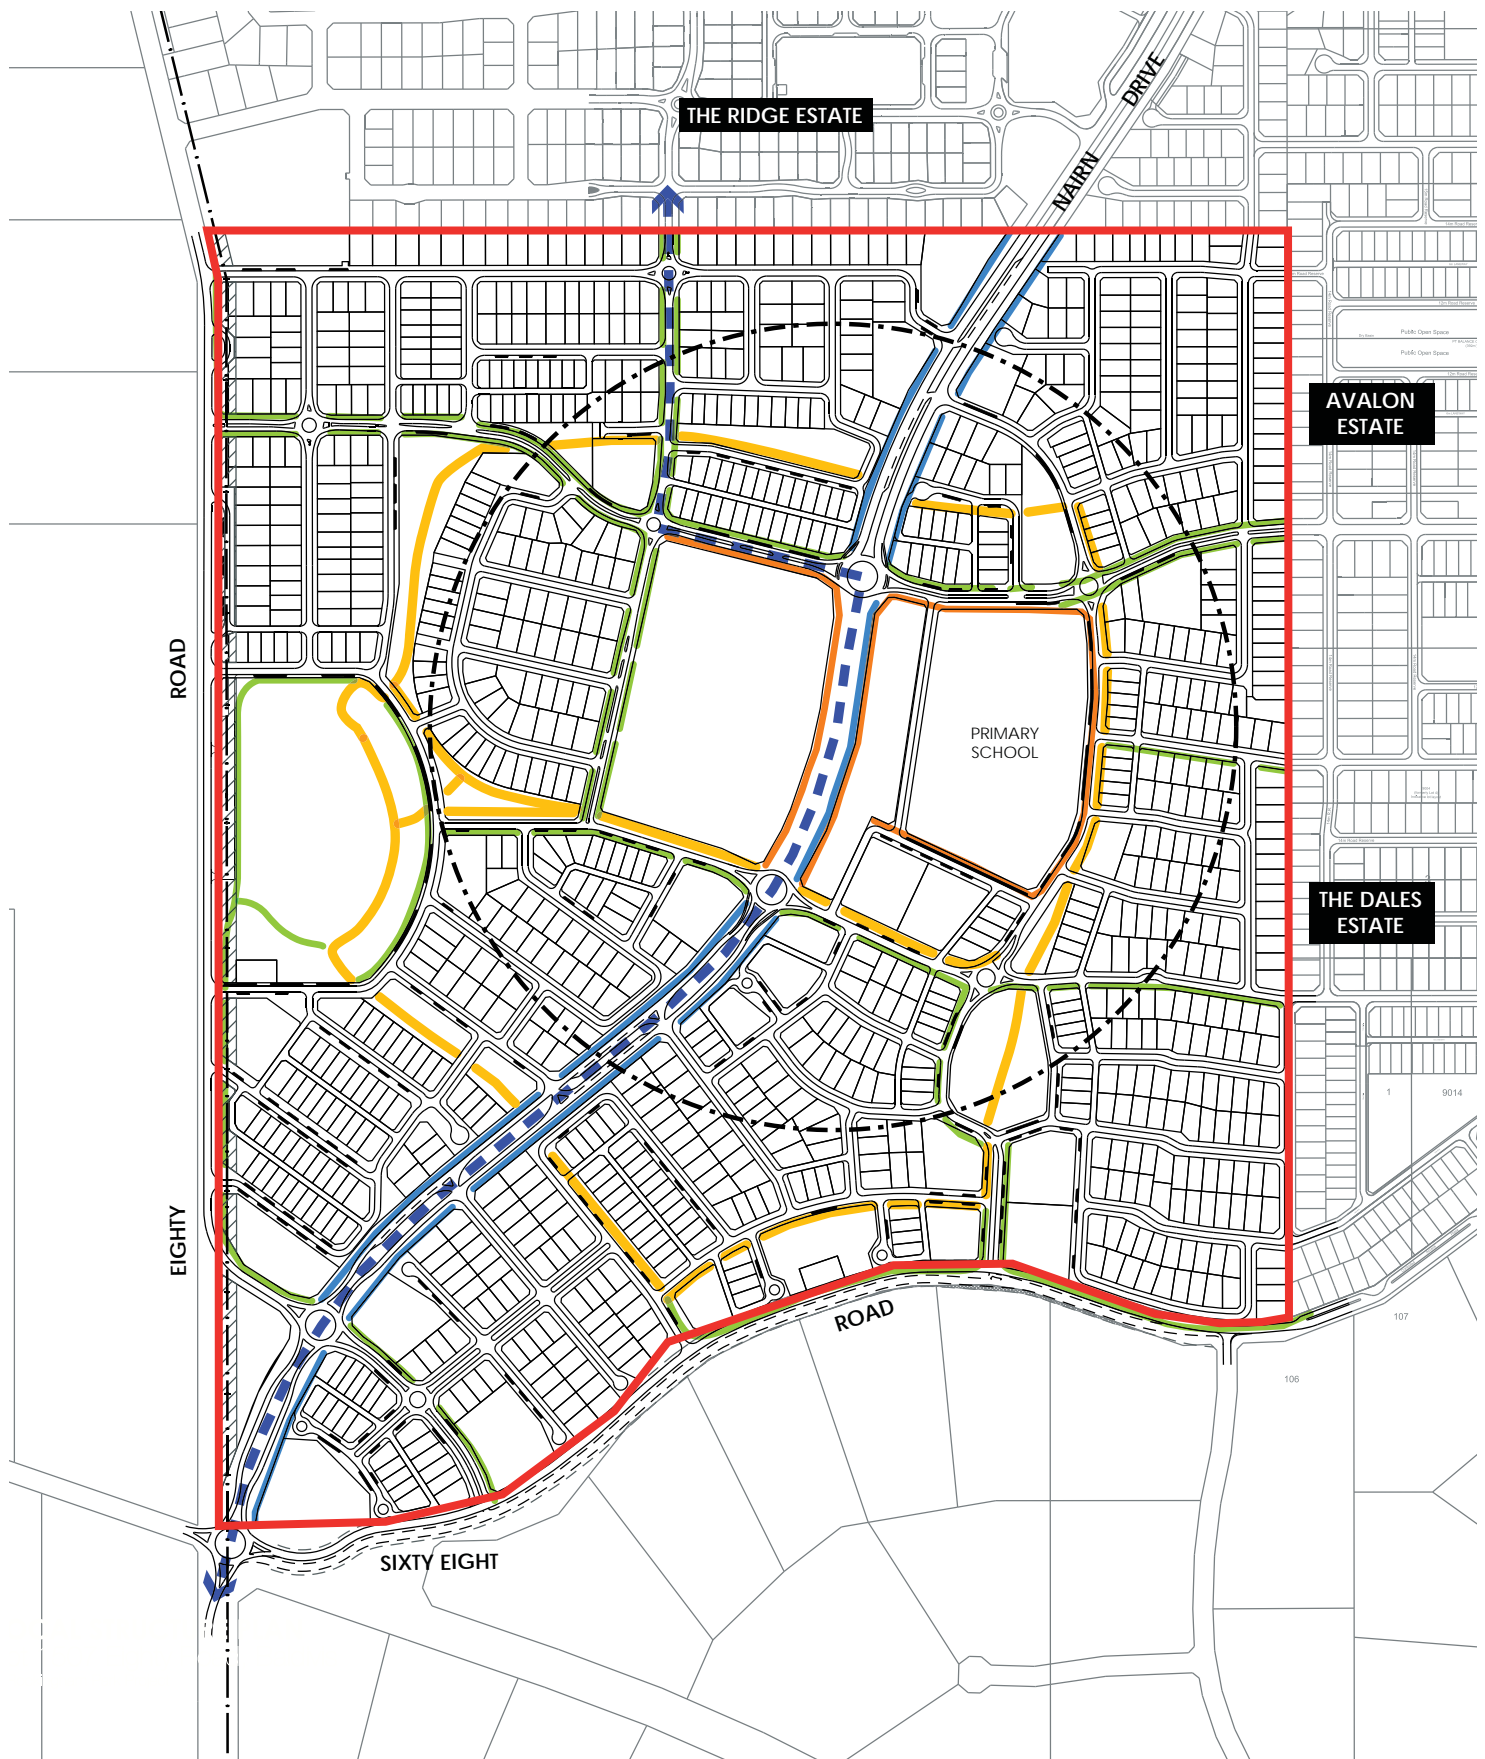 THE RIDGE ESTATE
DRIVE
NAIRN
Public Open Space
Public Open Space
AVALON
ESTATE
ROAD
PRIMARY
SCHOOL
THE DALES
ESTATE
1
9014
EIGHTY
ROAD
107
106
SIXTY EIGHT